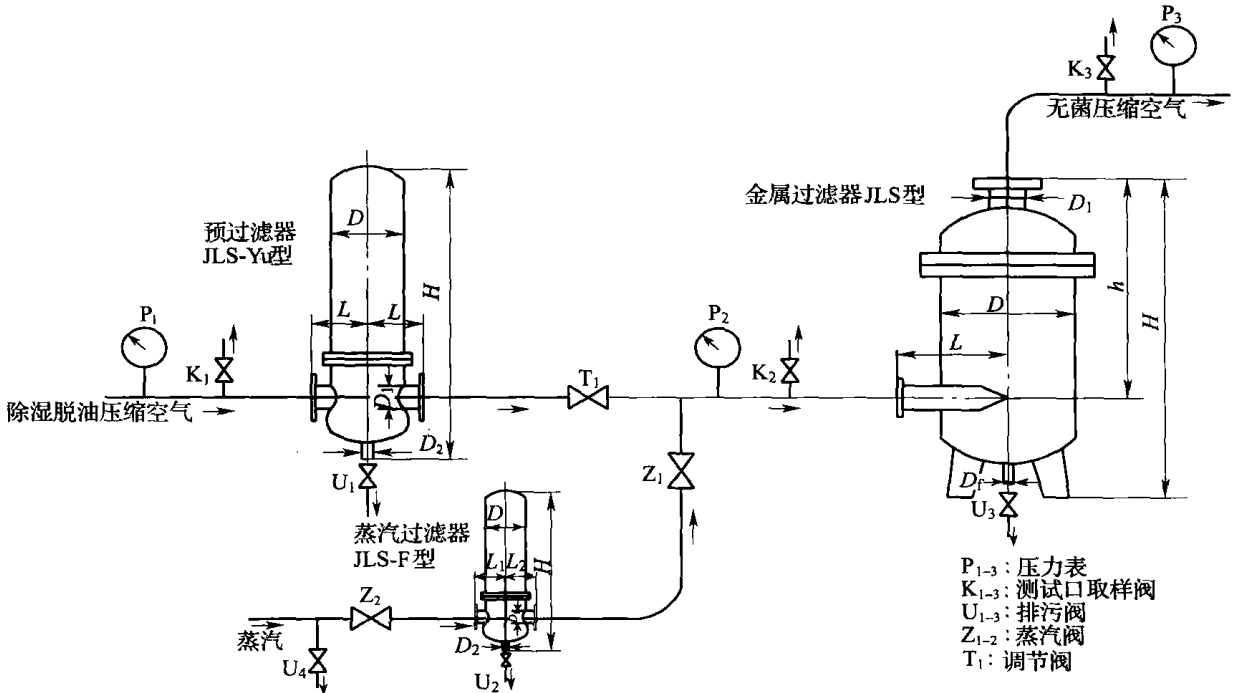 P₃
K₃
无菌压缩空气
金属过滤器JLS型
D₁
预过滤器
JLS-Yu型
D
H
h
H
L
L
D
P₁
P₂
L
K₁
K₂
T₁
D₁
除湿脱油压缩空气
D₂
U₁
Z₁
D_f
U₃
蒸汽过滤器
JLS-F型
D
L₁
L₂
H
P₁₋₃：压力表
K₁₋₃：测试口取样阀
U₁₋₃：排污阀
Z₁₋₂：蒸汽阀
T₁：调节阀
Z₂
蒸汽
D₂
U₄
U₂